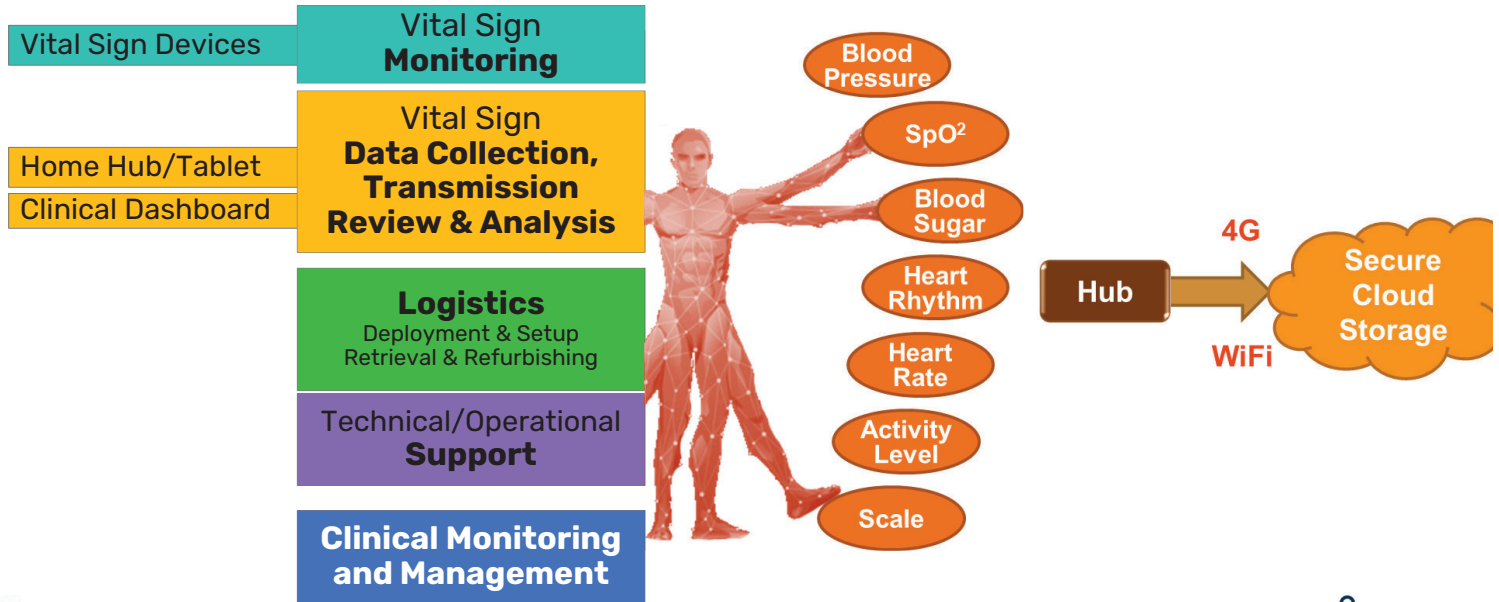 Vital Sign Devices
Vital Sign
Monitoring
Home Hub/Tablet
Clinical Dashboard
Vital Sign
Data Collection,
Transmission
Review & Analysis
Logistics
Deployment & Setup
Retrieval & Refurbishing
Technical/Operational
Support
Clinical Monitoring
and Management
Blood
Pressure
SpO²
Blood
Sugar
Heart
Rhythm
Heart
Rate
Activity
Level
Scale
Hub
4G
WiFi
Secure
Cloud
Storage